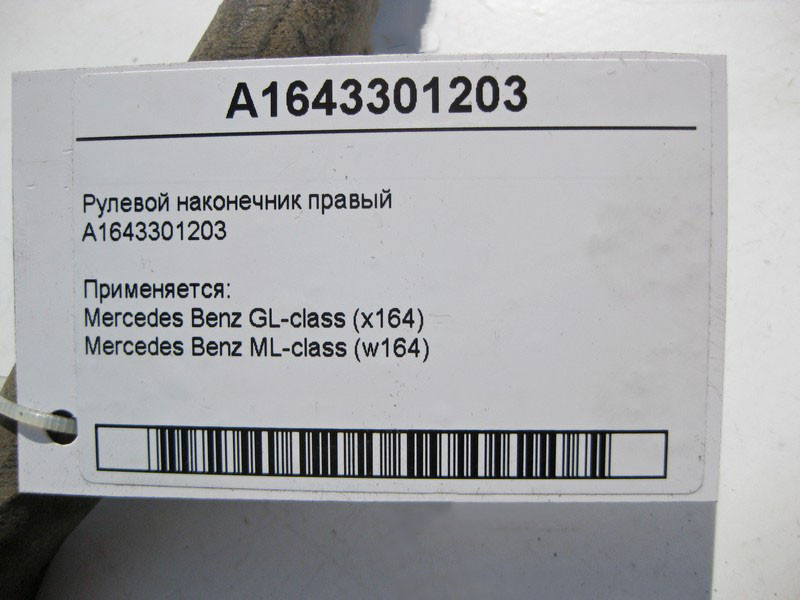 A1643301203
Рулевой наконечник правый
A1643301203
Применяется:
Mercedes Benz GL-class (x164)
Mercedes Benz ML-class (w164)